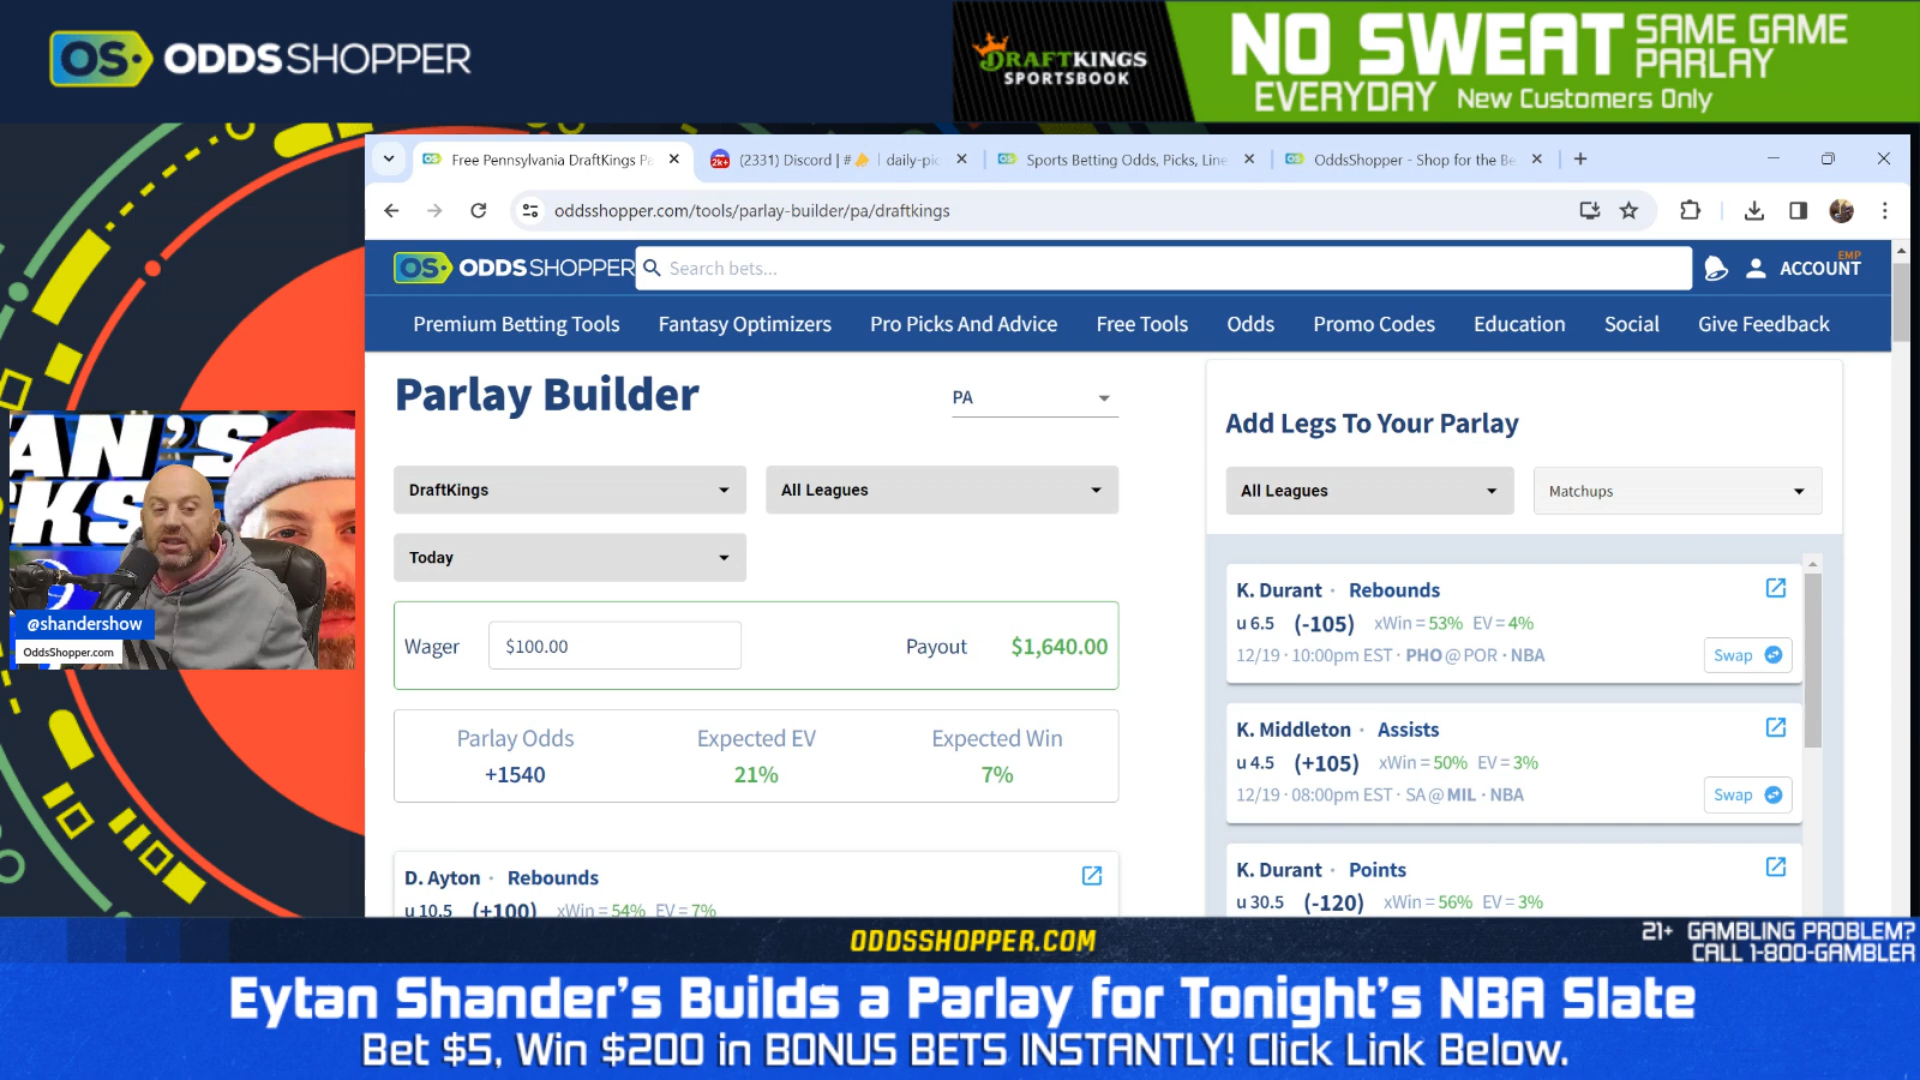 OS ODDSSHOPPER
DRAFTKINGS
SPORTSBOOK
NO SWEAT SAME GAME PARLAY
EVERYDAY New Customers Only
Free Pennsylvania DraftKings Pa
(2331) Discord | # | daily-pic
Sports Betting Odds, Picks, Line
OddsShopper - Shop for the Be
oddsshopper.com/tools/parlay-builder/pa/draftkings
OS ODDSSHOPPER
Search bets...
EMP
ACCOUNT
Premium Betting Tools Fantasy Optimizers Pro Picks And Advice Free Tools Odds Promo Codes Education Social Give Feedback
Parlay Builder
PA
DraftKings
All Leagues
Today
Wager $100.00 Payout $1,640.00
Parlay Odds Expected EV Expected Win
+1540 21% 7%
D. Ayton · Rebounds
u 10.5 (+100) xWin = 54% EV = 7%
Add Legs To Your Parlay
All Leagues
Matchups
K. Durant · Rebounds
u 6.5 (-105) xWin = 53% EV = 4%
12/19 · 10:00pm EST · PHO @ POR · NBA
Swap
K. Middleton · Assists
u 4.5 (+105) xWin = 50% EV = 3%
12/19 · 08:00pm EST · SA @ MIL · NBA
Swap
K. Durant · Points
u 30.5 (-120) xWin = 56% EV = 3%
AN'S
KS
@shandershow
OddsShopper.com
ODDSSHOPPER.COM
21+ GAMBLING PROBLEM?
CALL 1-800-GAMBLER
Eytan Shander's Builds a Parlay for Tonight's NBA Slate
Bet $5, Win $200 in BONUS BETS INSTANTLY! Click Link Below.